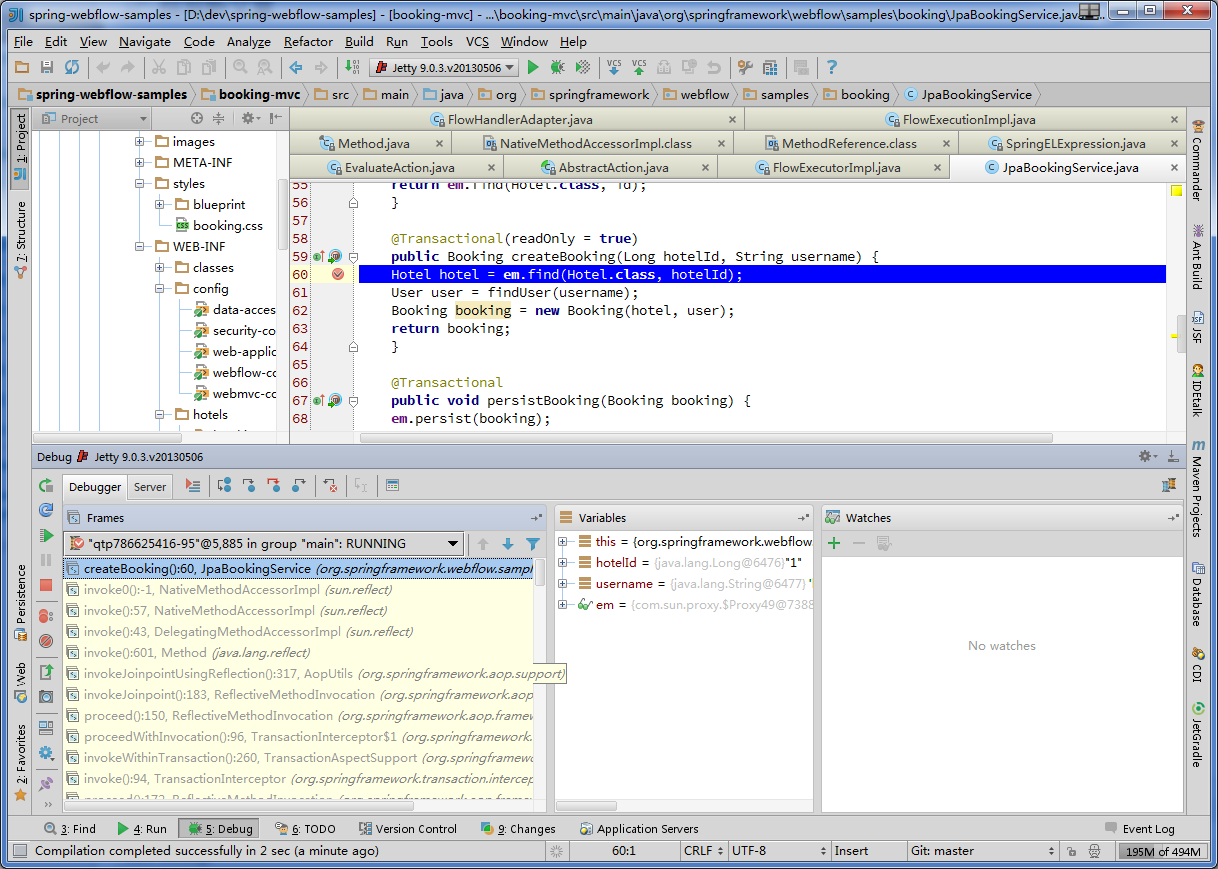 spring-webflow-samples - [D:\dev\spring-webflow-samples] - [booking-mvc] - ...\booking-mvc\src\main\java\org\springframework\webflow\samples\booking\JpaBookingService.java
File Edit View Navigate Code Analyze Refactor Build Run Tools VCS Window Help
Jetty 9.0.3.v20130506 VCS VCS
spring-webflow-samples booking-mvc src main java org springframework webflow samples booking JpaBookingService
1: Project
7: Structure
Persistence
Web
2: Favorites
Project
images
META-INF
styles
blueprint
booking.css
WEB-INF
classes
config
data-acces
security-co
web-applic
webflow-cc
webmvc-cc
hotels
FlowHandlerAdapter.java FlowExecutionImpl.java
Method.java NativeMethodAccessorImpl.class MethodReference.class SpringELExpression.java
EvaluateAction.java AbstractAction.java FlowExecutorImpl.java JpaBookingService.java
55 return em.find(Hotel.class, id);
56 }
57
58 @Transactional(readOnly = true)
59 public Booking createBooking(Long hotelId, String username) {
60 Hotel hotel = em.find(Hotel.class, hotelId);
61 User user = findUser(username);
62 Booking booking = new Booking(hotel, user);
63 return booking;
64 }
65
66 @Transactional
67 public void persistBooking(Booking booking) {
68 em.persist(booking);
Commander
Ant Build
JSF
IDEtalk
Maven Projects
Database
CDI
JetGradle
Debug Jetty 9.0.3.v20130506
Debugger Server
Frames
"qtp786625416-95"@5,885 in group "main": RUNNING
createBooking():60, JpaBookingService (org.springframework.webflow.sampl
invoke0():-1, NativeMethodAccessorImpl (sun.reflect)
invoke():57, NativeMethodAccessorImpl (sun.reflect)
invoke():43, DelegatingMethodAccessorImpl (sun.reflect)
invoke():601, Method (java.lang.reflect)
invokeJoinpointUsingReflection():317, AopUtils (org.springframework.aop.support)
invokeJoinpoint():183, ReflectiveMethodInvocation (org.springframework.aop
proceed():150, ReflectiveMethodInvocation (org.springframework.aop.framew
proceedWithInvocation():96, TransactionInterceptor$1 (org.springframework.
invokeWithinTransaction():260, TransactionAspectSupport (org.springframew
invoke():94, TransactionInterceptor (org.springframework.transaction.intercep
proceed():172, ReflectiveMethodInvocation (org.springframework.aop.framew
Variables
this = {org.springframework.webflow.
hotelId = {java.lang.Long@6476}"1"
username = {java.lang.String@6477}
em = {com.sun.proxy.$Proxy49@7388
Watches
No watches
3: Find 4: Run 5: Debug 6: TODO Version Control 9: Changes Application Servers Event Log
Compilation completed successfully in 2 sec (a minute ago) 60:1 CRLF UTF-8 Insert Git: master 195M of 494M